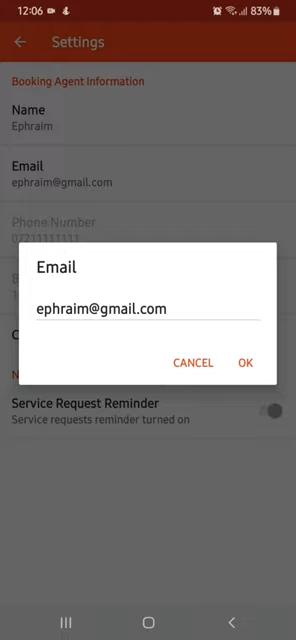 12:06
83%
Settings
Booking Agent Information
Name
Ephraim
Email
ephraim@gmail.com
Phone Number
07211111111
Email
ephraim@gmail.com
CANCEL OK
Service Request Reminder
Service requests reminder turned on